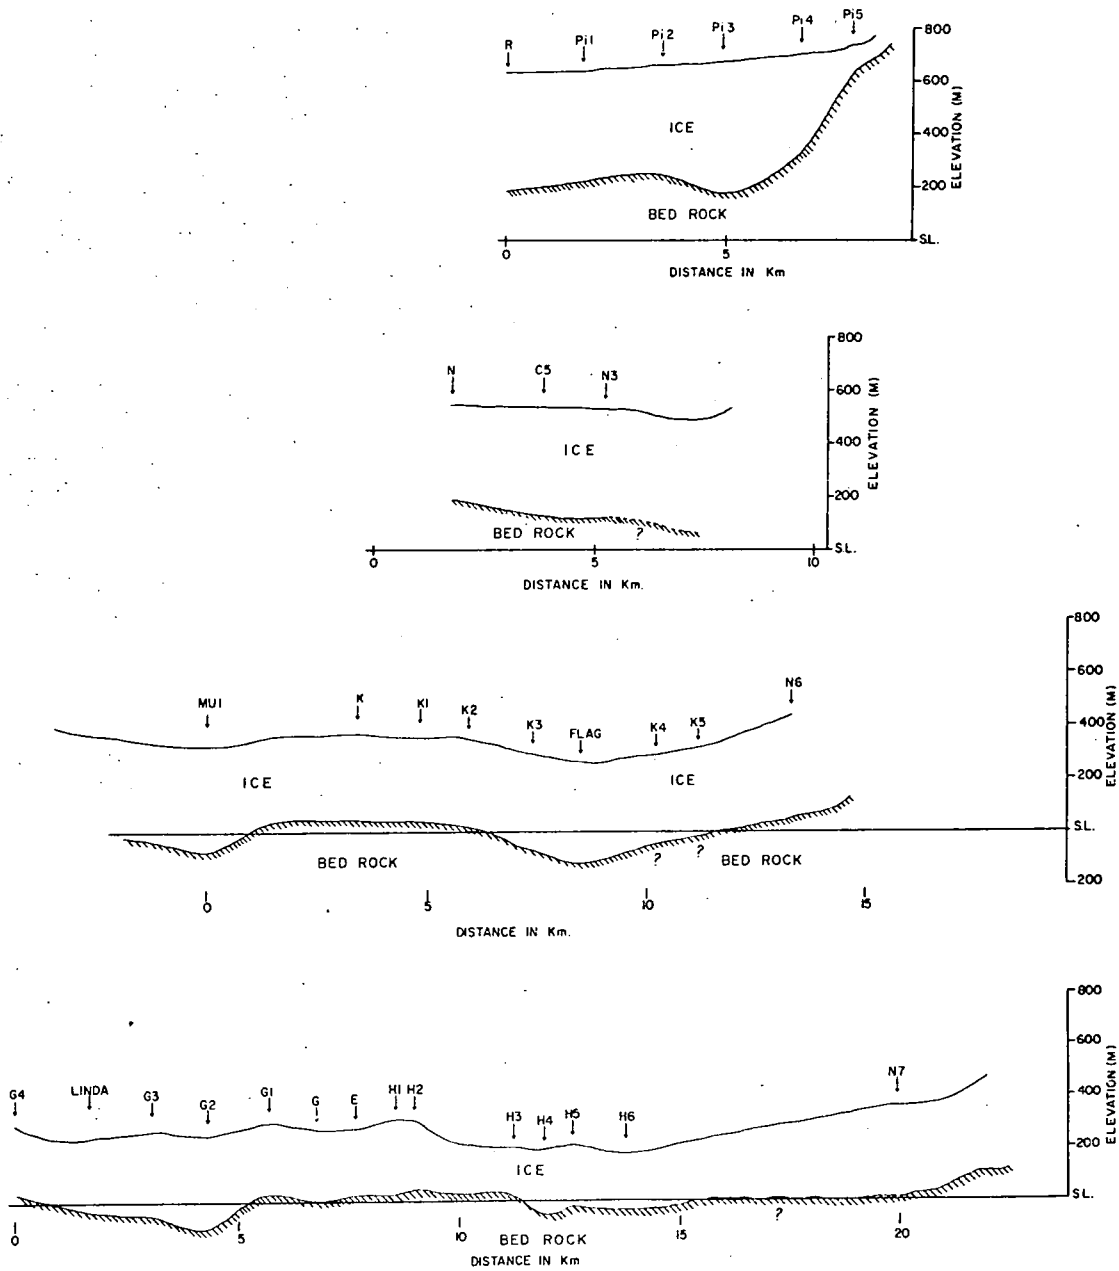 R Pi1 Pi2 Pi3 Pi4 Pi5
800
600
400
200
S.L.
ELEVATION (M)
ICE
BED ROCK
0 5
DISTANCE IN Km
N C5 N3
800
600
400
200
S.L.
ELEVATION (M)
ICE
BED ROCK ?
0 5 10
DISTANCE IN Km.
MU1 K K1 K2 K3 FLAG K4 K5 N6
800
600
400
200
S.L.
200
ELEVATION (M)
ICE ICE
BED ROCK ? ? BED ROCK
0 5 10 15
DISTANCE IN Km.
G4 LINDA G3 G2 G1 G E H1 H2 H3 H4 H5 H6 N7
800
600
400
200
S.L.
ELEVATION (M)
ICE
?
0 5 10 15 20
BED ROCK
DISTANCE IN Km